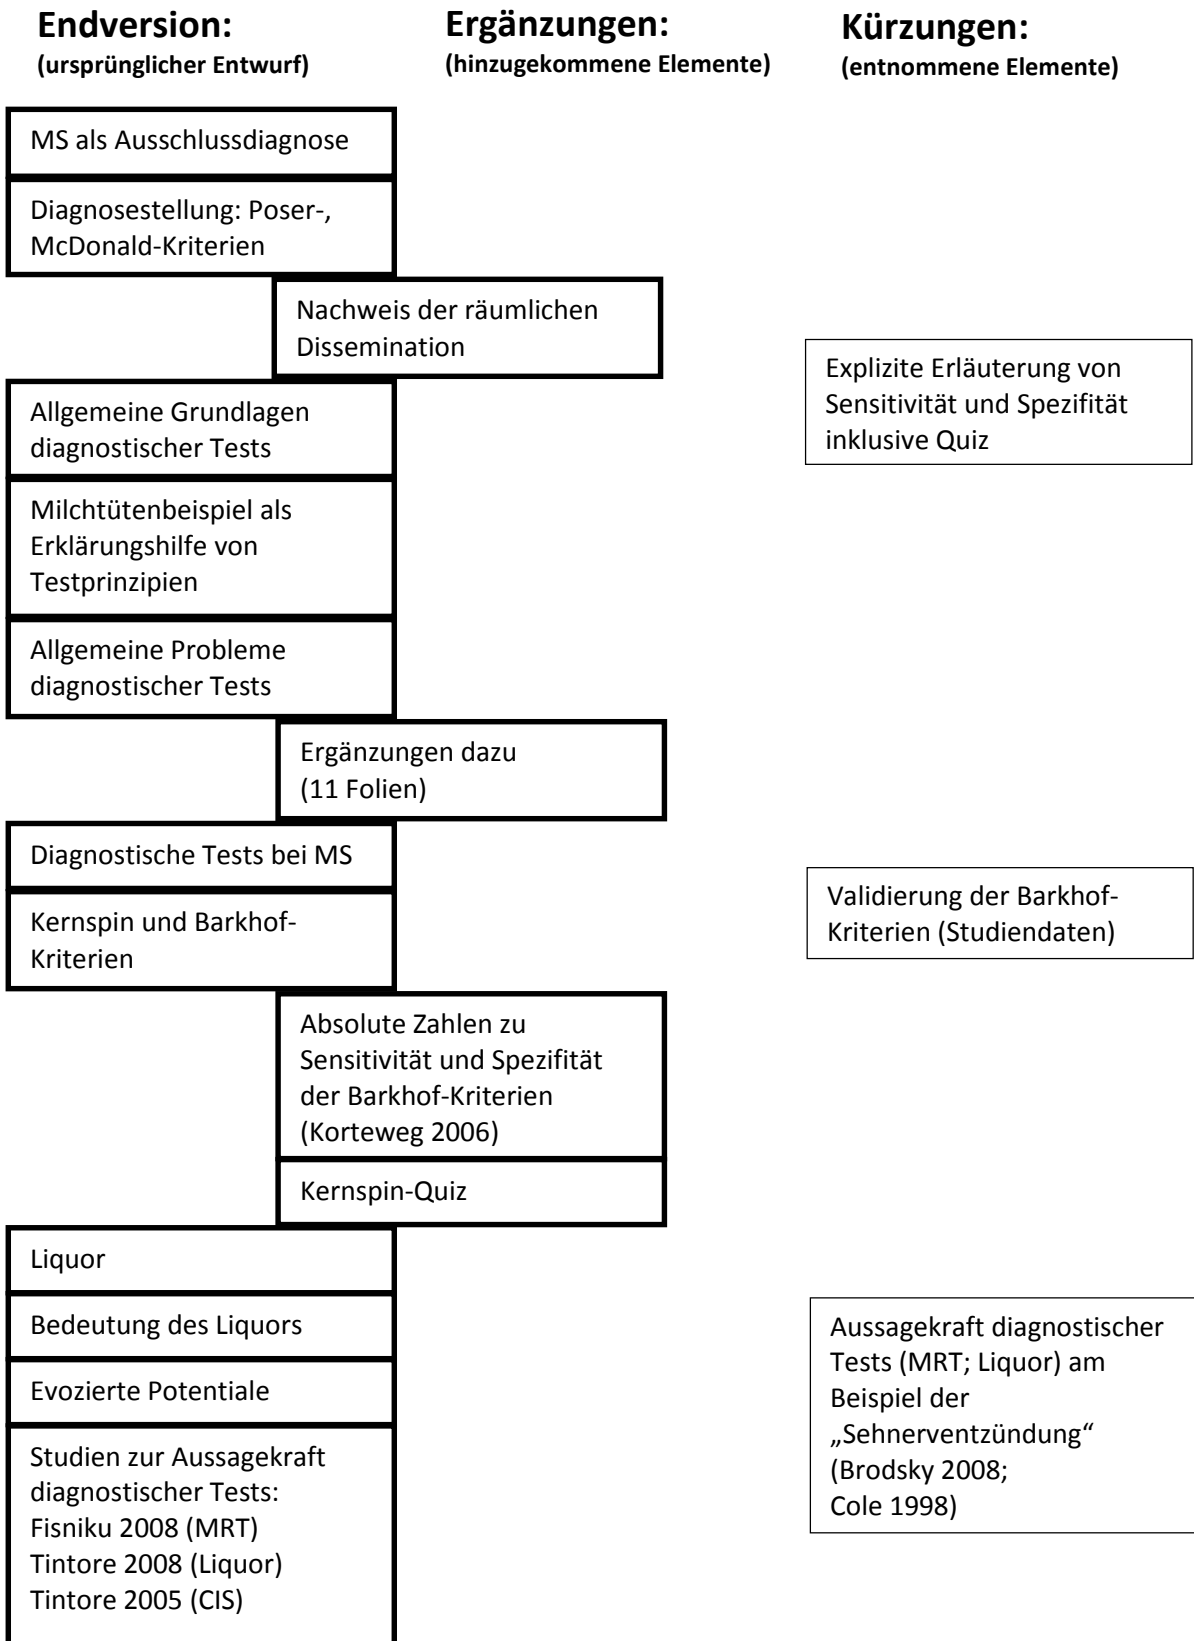 Endversion:
(ursprünglicher Entwurf)
Ergänzungen:
(hinzugekommene Elemente)
Kürzungen:
(entnommene Elemente)
MS als Ausschlussdiagnose
Diagnosestellung: Poser-,
McDonald-Kriterien
Nachweis der räumlichen
Dissemination
Explizite Erläuterung von
Sensitivität und Spezifität
inklusive Quiz
Allgemeine Grundlagen
diagnostischer Tests
Milchtütenbeispiel als
Erklärungshilfe von
Testprinzipien
Allgemeine Probleme
diagnostischer Tests
Ergänzungen dazu
(11 Folien)
Diagnostische Tests bei MS
Kernspin und Barkhof-
Kriterien
Validierung der Barkhof-
Kriterien (Studiendaten)
Absolute Zahlen zu
Sensitivität und Spezifität
der Barkhof-Kriterien
(Korteweg 2006)
Kernspin-Quiz
Liquor
Bedeutung des Liquors
Evozierte Potentiale
Aussagekraft diagnostischer
Tests (MRT; Liquor) am
Beispiel der
„Sehnerventzündung“
(Brodsky 2008;
Cole 1998)
Studien zur Aussagekraft
diagnostischer Tests:
Fisniku 2008 (MRT)
Tintore 2008 (Liquor)
Tintore 2005 (CIS)